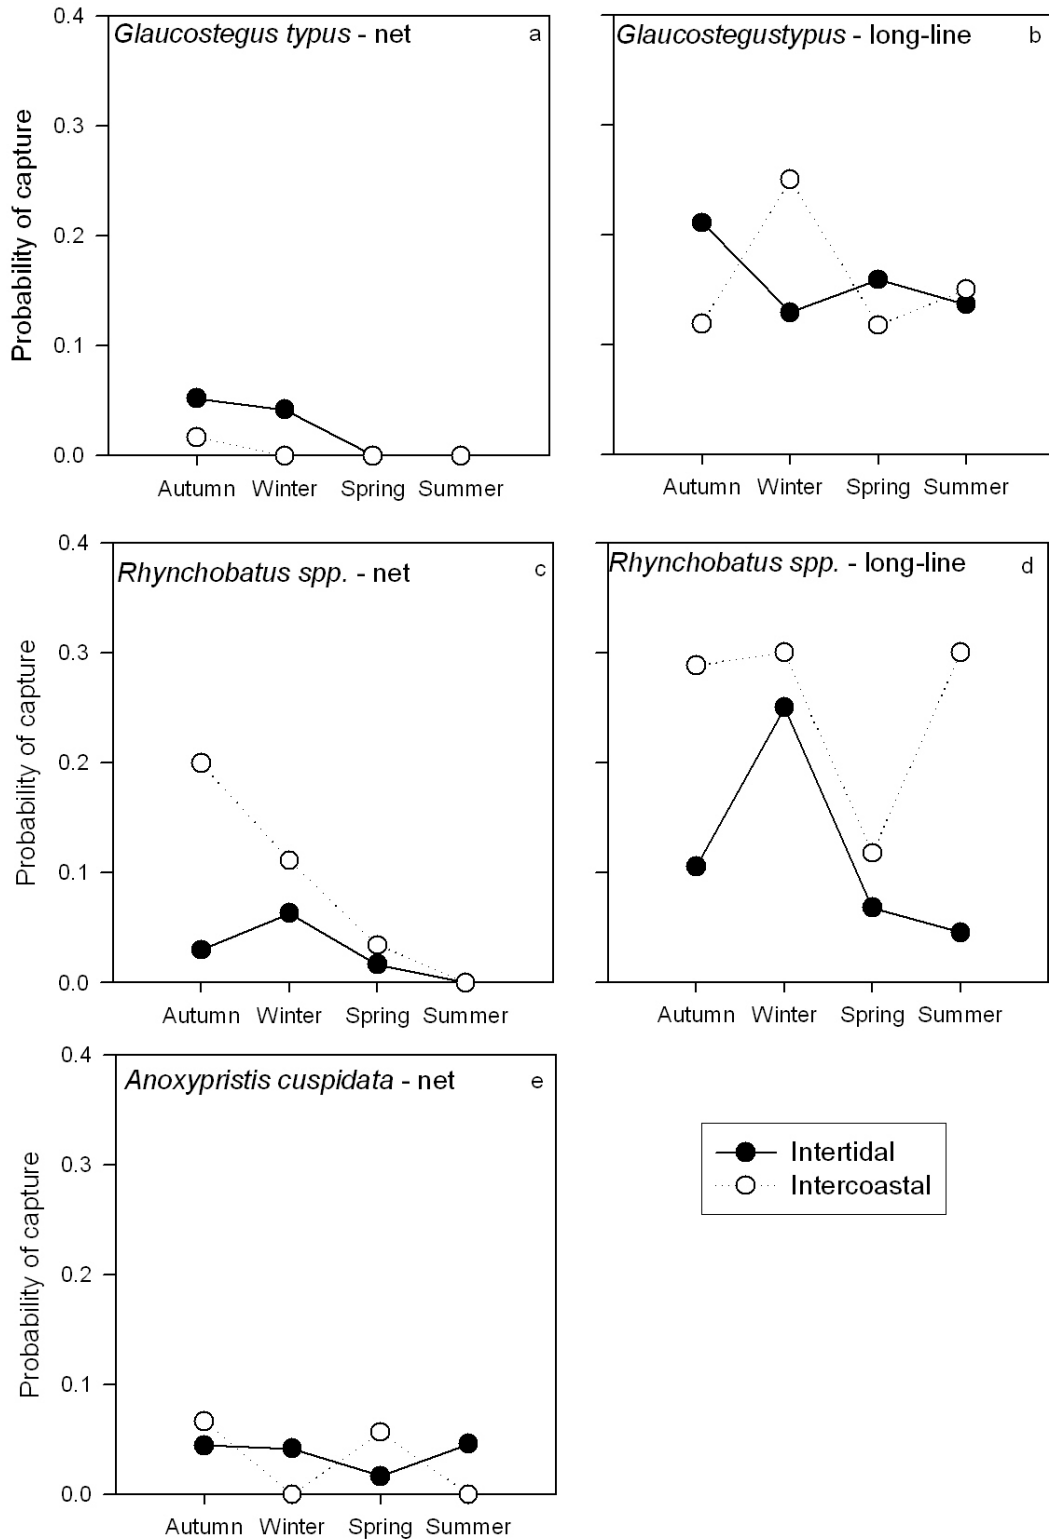 Glaucostegus typus - net a
0.4
0.3
0.2
0.1
0.0
Probability of capture
Autumn Winter Spring Summer
Glaucostegustypus - long-line b
Autumn Winter Spring Summer
Rhynchobatus spp. - net c
0.4
0.3
0.2
0.1
0.0
Probability of capture
Autumn Winter Spring Summer
Rhynchobatus spp. - long-line d
Autumn Winter Spring Summer
Anoxypristis cuspidata - net e
0.4
0.3
0.2
0.1
0.0
Probability of capture
Autumn Winter Spring Summer
Intertidal
Intercoastal